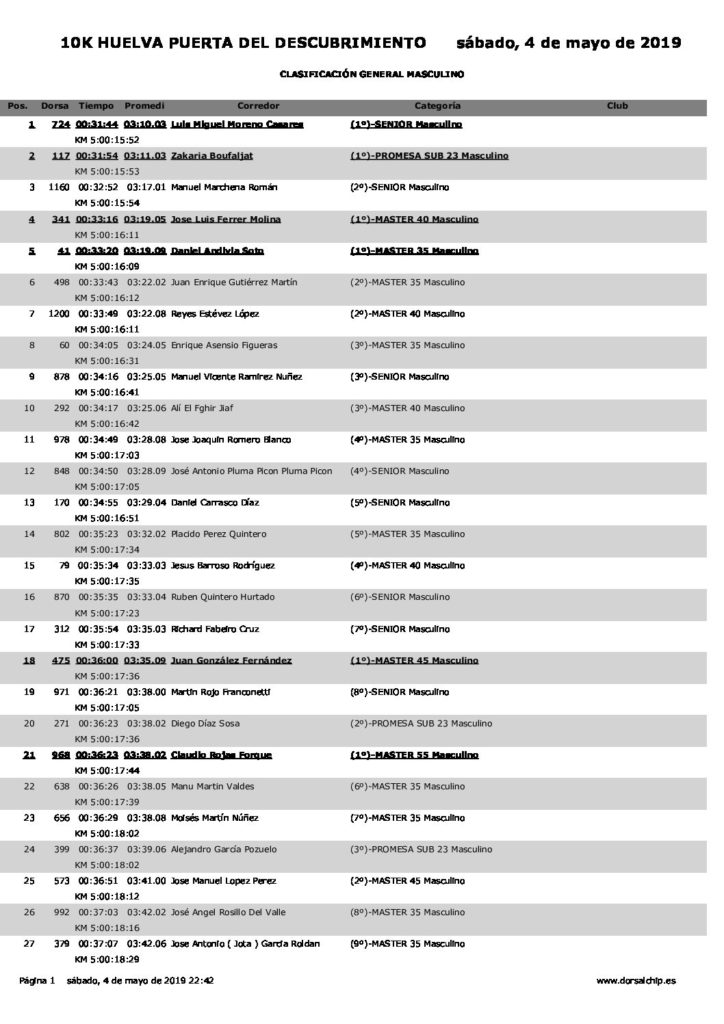 10K HUELVA PUERTA DEL DESCUBRIMIENTO sábado, 4 de mayo de 2019
CLASIFICACIÓN GENERAL MASCULINO
Pos. Dorsa Tiempo Promedi Corredor Categoría Club
1 724 00:31:44 03:10.03 Luis Miguel Moreno Casares (1º)-SENIOR Masculino
KM 5:00:15:52
2 117 00:31:54 03:11.03 Zakaria Boufaljat (1º)-PROMESA SUB 23 Masculino
KM 5:00:15:53
3 1160 00:32:52 03:17.01 Manuel Marchena Román (2º)-SENIOR Masculino
KM 5:00:15:54
4 341 00:33:16 03:19.05 Jose Luis Ferrer Molina (1º)-MASTER 40 Masculino
KM 5:00:16:11
5 41 00:33:20 03:19.09 Daniel Andivia Soto (1º)-MASTER 35 Masculino
KM 5:00:16:09
6 498 00:33:43 03:22.02 Juan Enrique Gutiérrez Martín (2º)-MASTER 35 Masculino
KM 5:00:16:12
7 1200 00:33:49 03:22.08 Reyes Estévez López (2º)-MASTER 40 Masculino
KM 5:00:16:11
8 60 00:34:05 03:24.05 Enrique Asensio Figueras (3º)-MASTER 35 Masculino
KM 5:00:16:31
9 878 00:34:16 03:25.05 Manuel Vicente Ramirez Nuñez (3º)-SENIOR Masculino
KM 5:00:16:41
10 292 00:34:17 03:25.06 Alí El Fghir Jiaf (3º)-MASTER 40 Masculino
KM 5:00:16:42
11 978 00:34:49 03:28.08 Jose Joaquín Romero Blanco (4º)-MASTER 35 Masculino
KM 5:00:17:03
12 848 00:34:50 03:28.09 José Antonio Pluma Picon Pluma Picon (4º)-SENIOR Masculino
KM 5:00:17:05
13 170 00:34:55 03:29.04 Daniel Carrasco Díaz (5º)-SENIOR Masculino
KM 5:00:16:51
14 802 00:35:23 03:32.02 Placido Perez Quintero (5º)-MASTER 35 Masculino
KM 5:00:17:34
15 79 00:35:34 03:33.03 Jesus Barroso Rodríguez (4º)-MASTER 40 Masculino
KM 5:00:17:35
16 870 00:35:35 03:33.04 Ruben Quintero Hurtado (6º)-SENIOR Masculino
KM 5:00:17:23
17 312 00:35:54 03:35.03 Richard Fabeiro Cruz (7º)-SENIOR Masculino
KM 5:00:17:33
18 475 00:36:00 03:35.09 Juan González Fernández (1º)-MASTER 45 Masculino
KM 5:00:17:36
19 971 00:36:21 03:38.00 Martín Rojo Franconetti (8º)-SENIOR Masculino
KM 5:00:17:05
20 271 00:36:23 03:38.02 Diego Díaz Sosa (2º)-PROMESA SUB 23 Masculino
KM 5:00:17:36
21 968 00:36:23 03:38.02 Claudio Rojas Forque (1º)-MASTER 55 Masculino
KM 5:00:17:44
22 638 00:36:26 03:38.05 Manu Martin Valdes (6º)-MASTER 35 Masculino
KM 5:00:17:39
23 656 00:36:29 03:38.08 Moisés Martín Núñez (7º)-MASTER 35 Masculino
KM 5:00:18:02
24 399 00:36:37 03:39.06 Alejandro García Pozuelo (3º)-PROMESA SUB 23 Masculino
KM 5:00:18:02
25 573 00:36:51 03:41.00 Jose Manuel Lopez Perez (2º)-MASTER 45 Masculino
KM 5:00:18:12
26 992 00:37:03 03:42.02 José Angel Rosillo Del Valle (8º)-MASTER 35 Masculino
KM 5:00:18:16
27 379 00:37:07 03:42.06 Jose Antonio ( Jota ) Garcia Roldan (9º)-MASTER 35 Masculino
KM 5:00:18:29
Página 1 sábado, 4 de mayo de 2019 22:42 www.dorsalchip.es